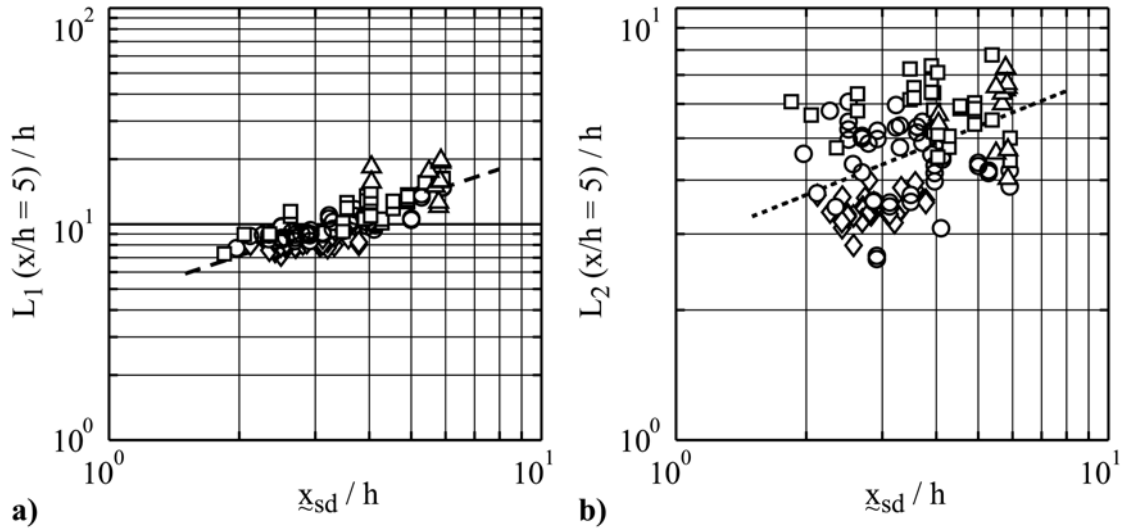 10²
L₁ (x/h = 5) / h
10¹
10⁰
10⁰
10¹
x̰sd / h
a)
10¹
L₂ (x/h = 5) / h
10⁰
10⁰
10¹
x̰sd / h
b)